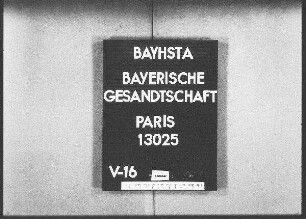 BAYHSTA
BAYERISCHE
GESANDTSCHAFT
PARIS
13025
V-16